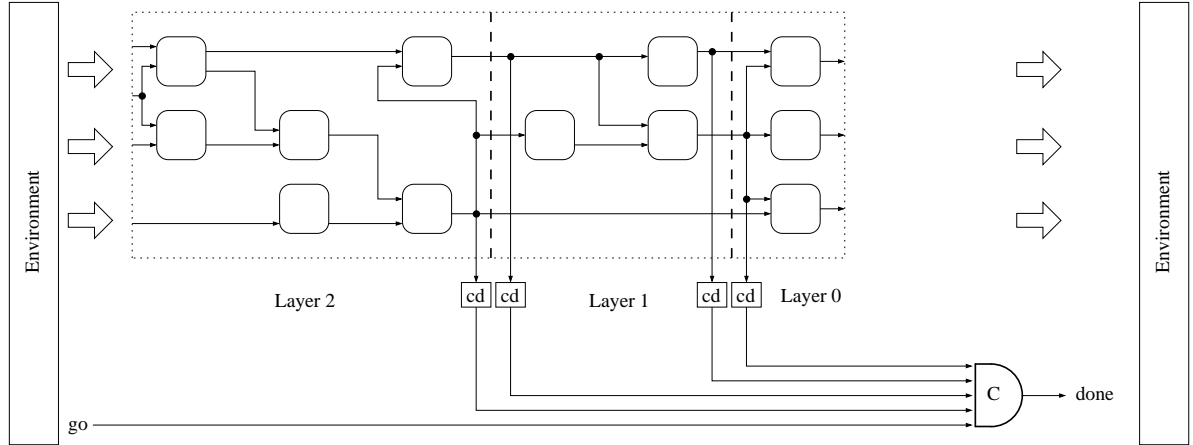 Environment
Environment
cd
cd
cd
cd
Layer 2
Layer 1
Layer 0
C
done
go